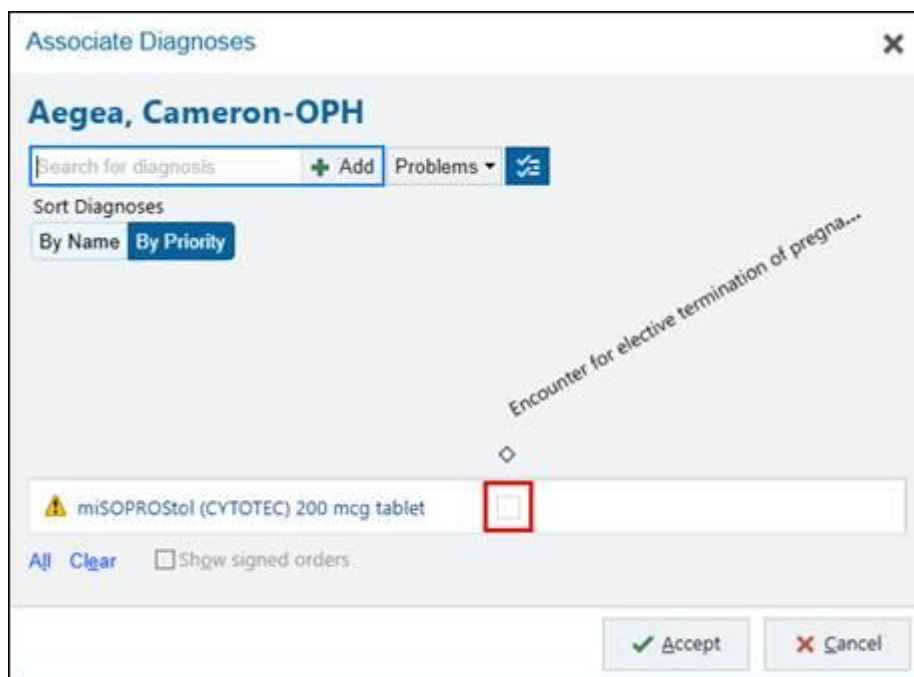 Associate Diagnoses
Aegea, Cameron-OPH
Search for diagnosis
Add
Problems
Sort Diagnoses
By Name
By Priority
Encounter for elective termination of pregna...
miSOPROStol (CYTOTEC) 200 mcg tablet
All Clear Show signed orders
Accept Cancel